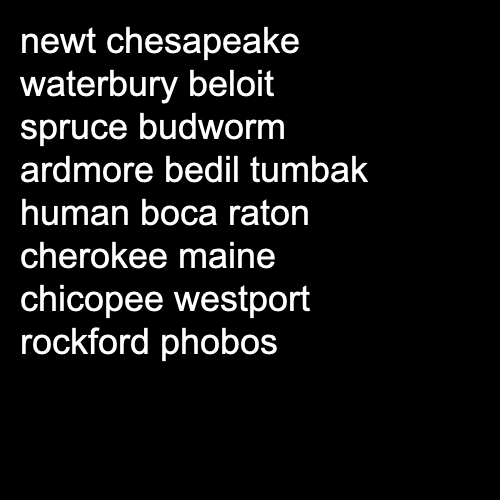 newt chesapeake
waterbury beloit
spruce budworm
ardmore bedil tumbak
human boca raton
cherokee maine
chicopee westport
rockford phobos